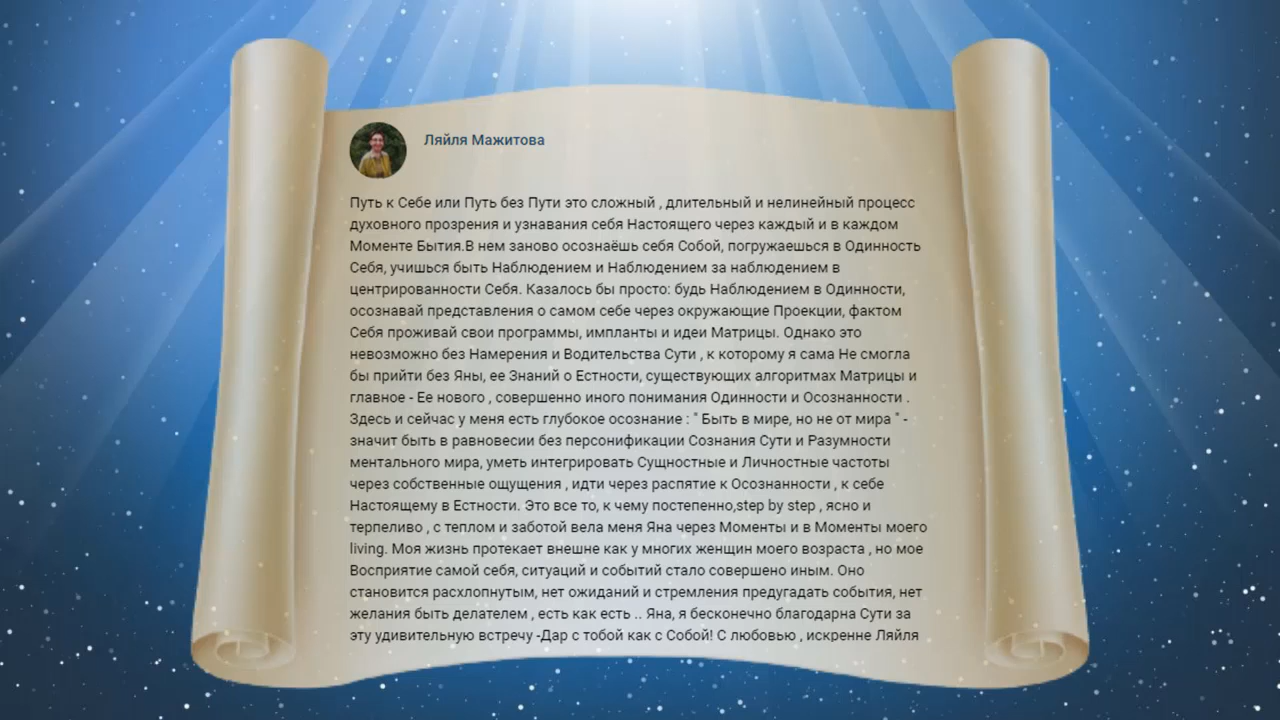 Ляйля Мажитова
Путь к Себе или Путь без Пути это сложный , длительный и нелинейный процесс
духовного прозрения и узнавания себя Настоящего через каждый и в каждом
Моменте Бытия.В нем заново осознаёшь себя Собой, погружаешься в Одинность
Себя, учишься быть Наблюдением и Наблюдением за наблюдением в
центрированности Себя. Казалось бы просто: будь Наблюдением в Одинности,
осознавай представления о самом себе через окружающие Проекции, фактом
Себя проживай свои программы, импланты и идеи Матрицы. Однако это
невозможно без Намерения и Водительства Сути , к которому я сама Не смогла
бы прийти без Яны, ее Знаний о Естности, существующих алгоритмах Матрицы и
главное - Ее нового , совершенно иного понимания Одинности и Осознанности .
Здесь и сейчас у меня есть глубокое осознание : " Быть в мире, но не от мира " -
значит быть в равновесии без персонификации Сознания Сути и Разумности
ментального мира, уметь интегрировать Сущностные и Личностные частоты
через собственные ощущения , идти через распятие к Осознанности , к себе
Настоящему в Естности. Это все то, к чему постепенно,step by step , ясно и
терпеливо , с теплом и заботой вела меня Яна через Моменты и в Моменты моего
living. Моя жизнь протекает внешне как у многих женщин моего возраста , но мое
Восприятие самой себя, ситуаций и событий стало совершено иным. Оно
становится расхлопнутым, нет ожиданий и стремления предугадать события, нет
желания быть делателем , есть как есть .. Яна, я бесконечно благодарна Сути за
эту удивительную встречу -Дар с тобой как с Собой! С любовью , искренне Ляйля